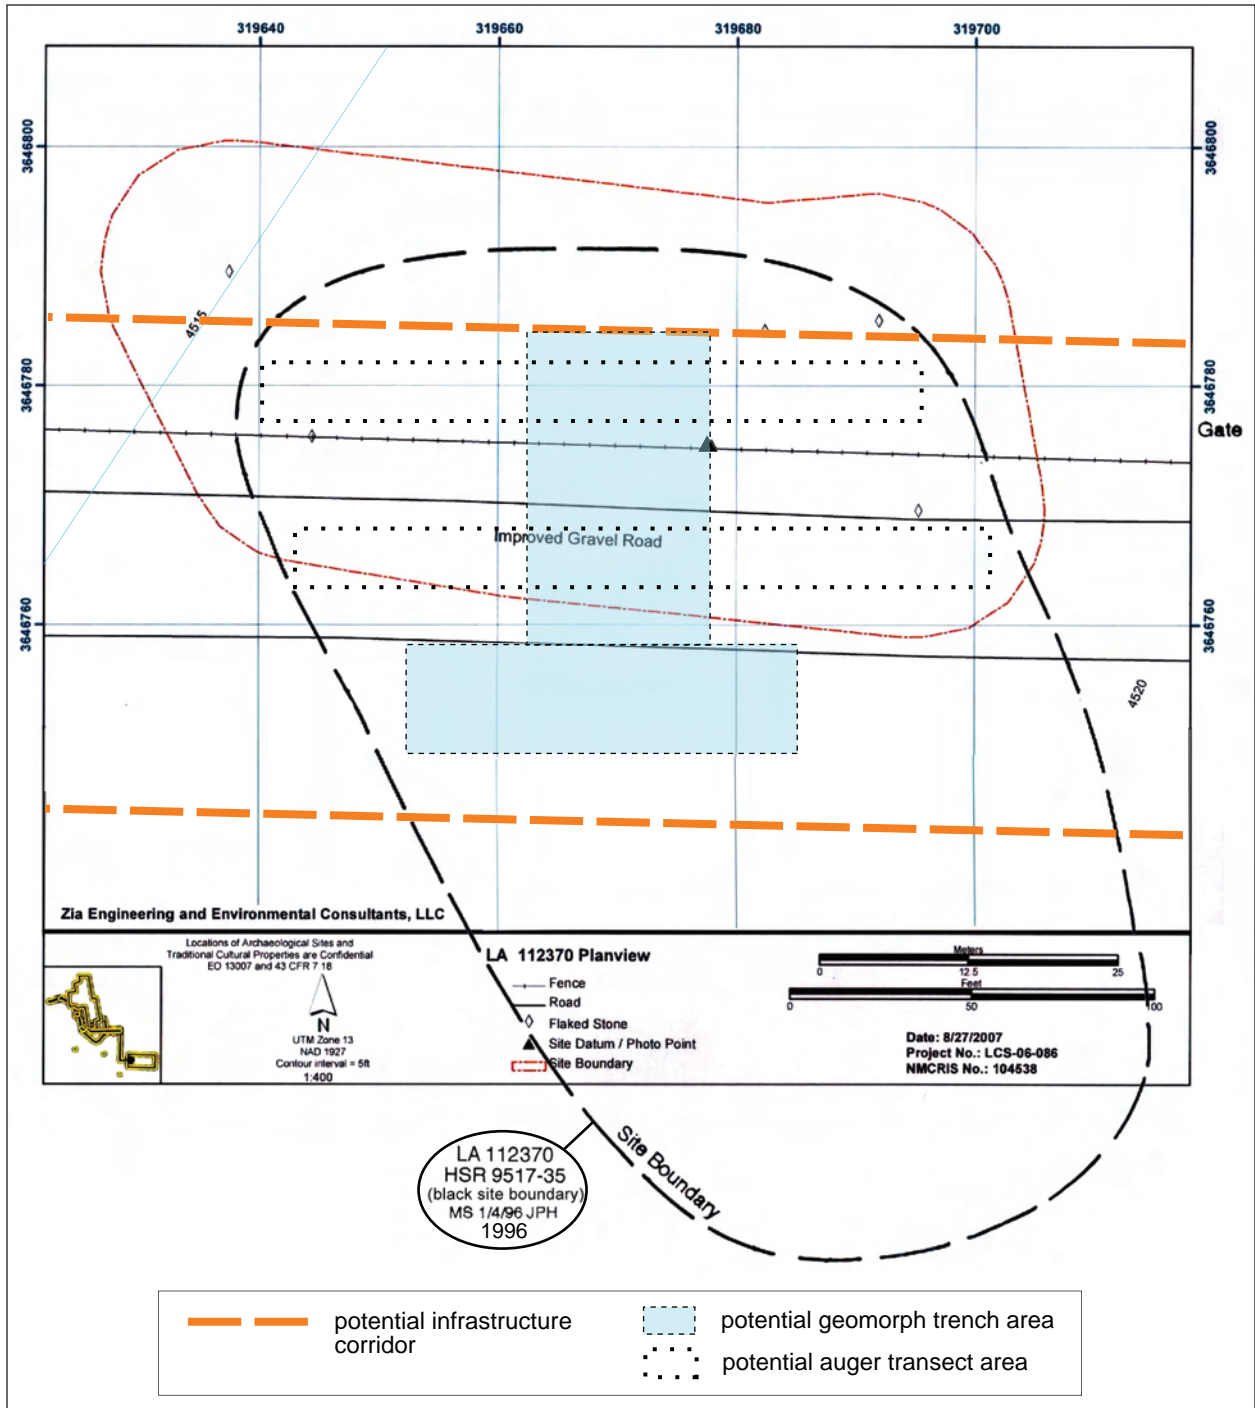 319640 319660 319680 319700
3646800 3646800
4515
3646780 3646780
Gate
Improved Gravel Road
3646760 3646760
4520
Zia Engineering and Environmental Consultants, LLC
Locations of Archaeological Sites and
Traditional Cultural Properties are Confidential
EO 13007 and 43 CFR 7.18
N
UTM Zone 13
NAD 1927
Contour interval = 5ft
1:400
LA 112370 Planview
Fence
Road
Flaked Stone
Site Datum / Photo Point
Site Boundary
Meters
0 12.5 25
Feet
0 50 100
Date: 8/27/2007
Project No.: LCS-06-086
NMCRIS No.: 104538
LA 112370
HSR 9517-35
(black site boundary)
MS 1/4/96 JPH
1996
Site Boundary
potential infrastructure
corridor
potential geomorph trench area
potential auger transect area